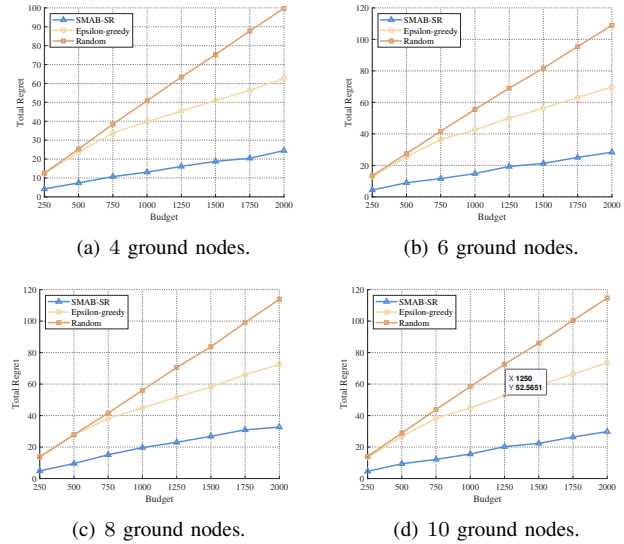 100
90
80
70
60
50
40
30
20
10
0
Total Regret
SMAB-SR
Epsilon-greedy
Random
250 500 750 1000 1250 1500 1750 2000
Budget
(a) 4 ground nodes.
120
100
80
60
40
20
0
Total Regret
SMAB-SR
Epsilon-greedy
Random
250 500 750 1000 1250 1500 1750 2000
Budget
(b) 6 ground nodes.
120
100
80
60
40
20
0
Total Regret
SMAB-SR
Epsilon-greedy
Random
250 500 750 1000 1250 1500 1750 2000
Budget
(c) 8 ground nodes.
120
100
80
60
40
20
0
Total Regret
SMAB-SR
Epsilon-greedy
Random
X 1250
Y 52.5651
250 500 750 1000 1250 1500 1750 2000
Budget
(d) 10 ground nodes.